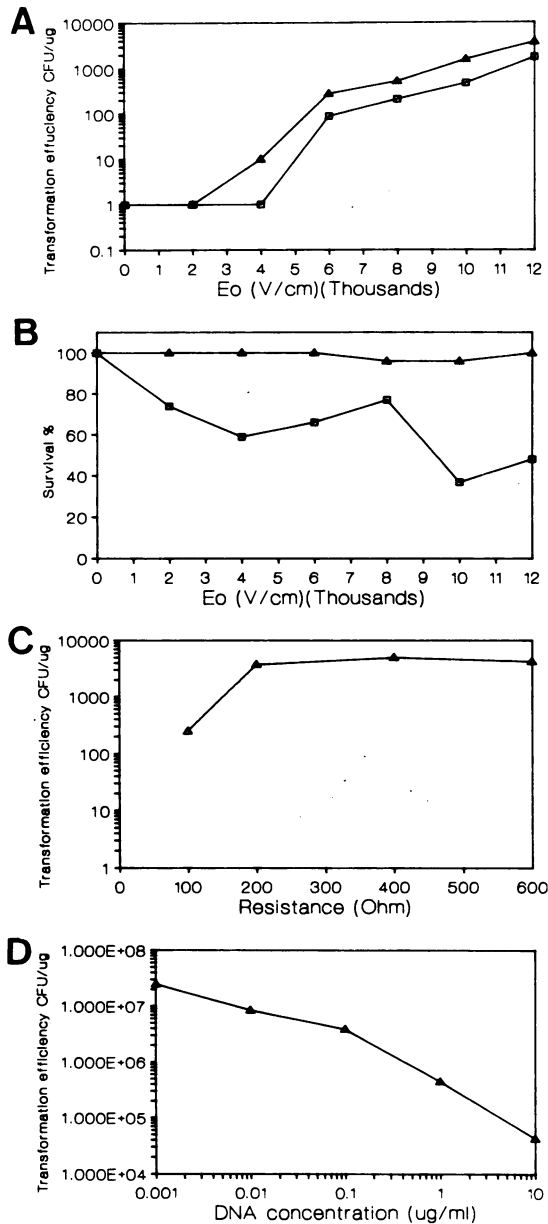 A
Transformation effuclency CFU/ug
10000
1000
100
10
1
0.1
0 1 2 3 4 5 6 7 8 9 10 11 12
Eo (V/cm)(Thousands)
B
Survival %
100
80
60
40
20
0
0 1 2 3 4 5 6 7 8 9 10 11 12
Eo (V/cm)(Thousands)
C
Transformation efficiency CFU/ug
10000
1000
100
10
1
0 100 200 300 400 500 600
Resistance (Ohm)
D
Transformation efficiency CFU/ug
1.000E+08
1.000E+07
1.000E+06
1.000E+05
1.000E+04
0.001 0.01 0.1 1 10
DNA concentration (ug/ml)